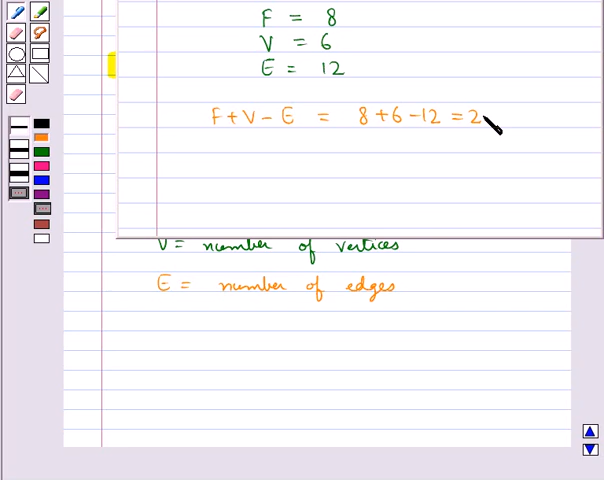 F = 8
V = 6
E = 12
F + V - E = 8 + 6 - 12 = 2
V = number of vertices
E = number of edges